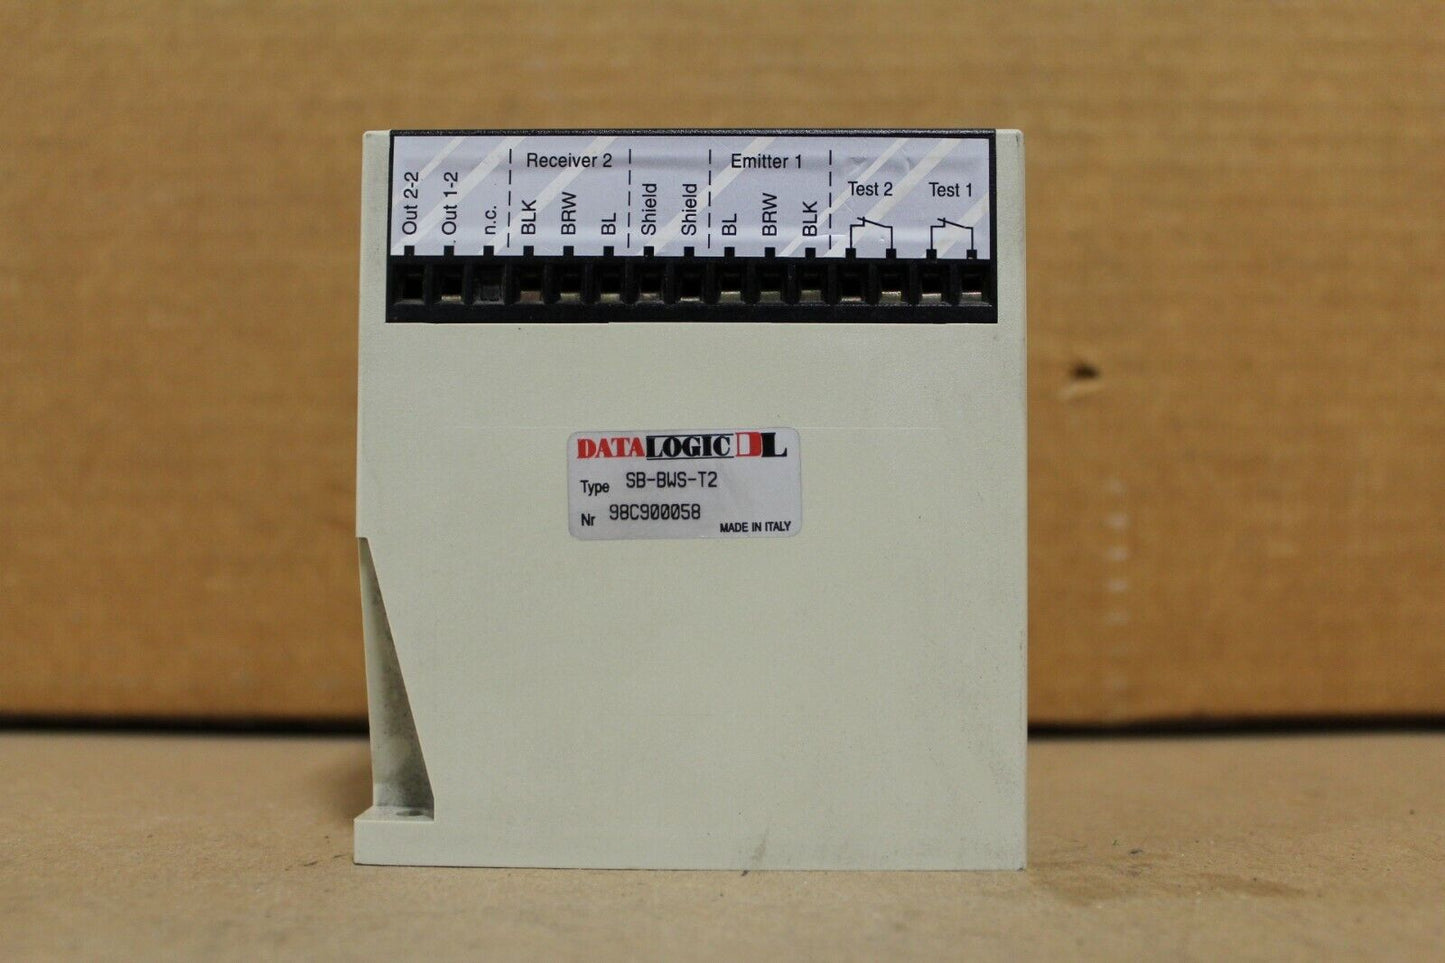 Receiver 2
Emitter 1
Test 2
Test 1
Out 2-2
Out 1-2
n.c.
BLK
BRW
BL
Shield
Shield
BL
BRW
BLK
DATALOGIC DL
Type SB-BWS-T2
Nr 98C900058
MADE IN ITALY